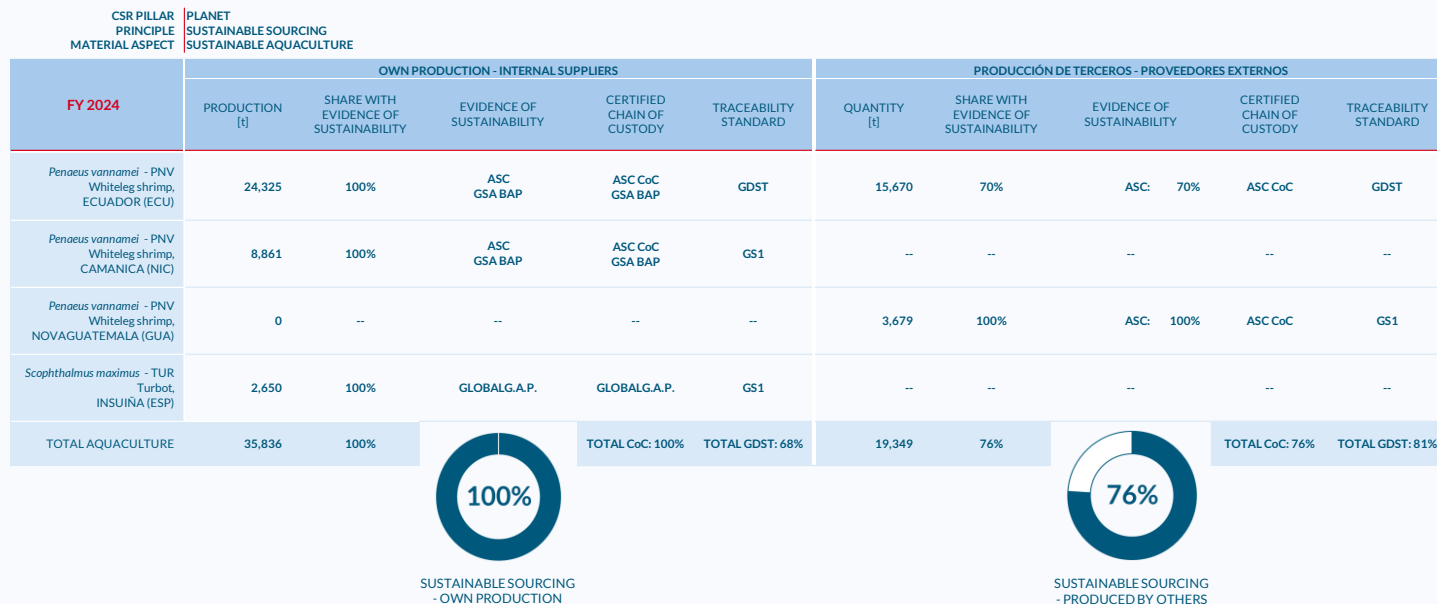 CSR PILLAR PLANET
PRINCIPLE SUSTAINABLE SOURCING
MATERIAL ASPECT SUSTAINABLE AQUACULTURE
FY 2024
OWN PRODUCTION - INTERNAL SUPPLIERS
PRODUCCIÓN DE TERCEROS - PROVEEDORES EXTERNOS
PRODUCTION
[t]
SHARE WITH
EVIDENCE OF
SUSTAINABILITY
EVIDENCE OF
SUSTAINABILITY
CERTIFIED
CHAIN OF
CUSTODY
TRACEABILITY
STANDARD
QUANTITY
[t]
SHARE WITH
EVIDENCE OF
SUSTAINABILITY
EVIDENCE OF
SUSTAINABILITY
CERTIFIED
CHAIN OF
CUSTODY
TRACEABILITY
STANDARD
Penaeus vannamei - PNV
Whiteleg shrimp,
ECUADOR (ECU)
24,325
100%
ASC
GSA BAP
ASC CoC
GSA BAP
GDST
15,670
70%
ASC: 70%
ASC CoC
GDST
Penaeus vannamei - PNV
Whiteleg shrimp,
CAMANICA (NIC)
8,861
100%
ASC
GSA BAP
ASC CoC
GSA BAP
GS1
--
--
--
--
--
Penaeus vannamei - PNV
Whiteleg shrimp,
NOVAGUATEMALA (GUA)
0
--
--
--
--
3,679
100%
ASC: 100%
ASC CoC
GS1
Scophthalmus maximus - TUR
Turbot,
INSUIÑA (ESP)
2,650
100%
GLOBALG.A.P.
GLOBALG.A.P.
GS1
--
--
--
--
--
TOTAL AQUACULTURE
35,836
100%
TOTAL CoC: 100%
TOTAL GDST: 68%
19,349
76%
TOTAL CoC: 76%
TOTAL GDST: 81%
100%
76%
SUSTAINABLE SOURCING
- OWN PRODUCTION
SUSTAINABLE SOURCING
- PRODUCED BY OTHERS